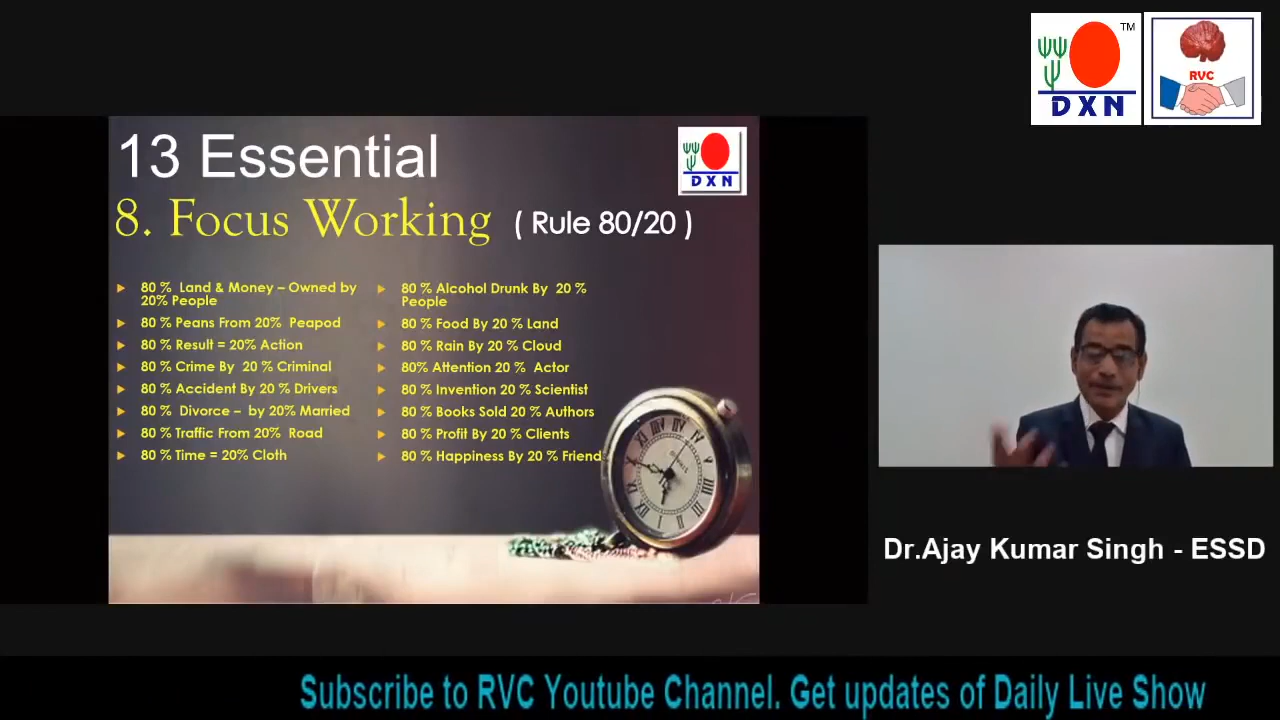 ™
DXN
RVC
13 Essential
DXN
8. Focus Working ( Rule 80/20 )
80 % Land & Money – Owned by
20% People
80 % Peans From 20% Peapod
80 % Result = 20% Action
80 % Crime By 20 % Criminal
80 % Accident By 20 % Drivers
80 % Divorce – by 20% Married
80 % Traffic From 20% Road
80 % Time = 20% Cloth
80 % Alcohol Drunk By 20 %
People
80 % Food By 20 % Land
80 % Rain By 20 % Cloud
80% Attention 20 % Actor
80 % Invention 20 % Scientist
80 % Books Sold 20 % Authors
80 % Profit By 20 % Clients
80 % Happiness By 20 % Friend
Dr.Ajay Kumar Singh - ESSD
Subscribe to RVC Youtube Channel. Get updates of Daily Live Show